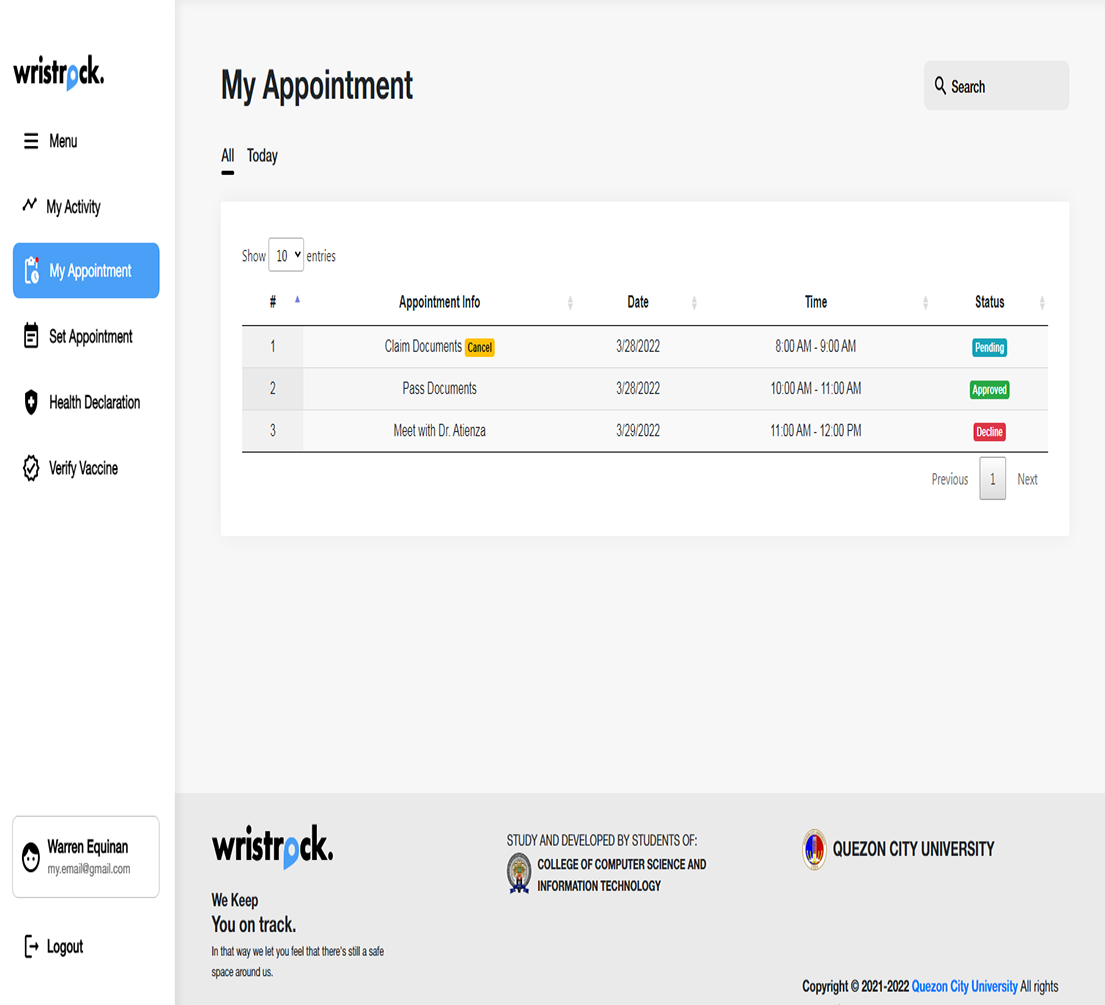 wristrack.
Menu
My Activity
My Appointment
Set Appointment
Health Declaration
Verify Vaccine
Warren Equinan
my.email@gmail.com
Logout
My Appointment
Search
All Today
Show 10 entries
# Appointment Info Date Time Status
1 Claim Documents Cancel 3/28/2022 8:00 AM - 9:00 AM Pending
2 Pass Documents 3/28/2022 10:00 AM - 11:00 AM Approved
3 Meet with Dr. Atienza 3/29/2022 11:00 AM - 12:00 PM Decline
Previous 1 Next
wristrack.
We Keep
You on track.
In that way we let you feel that there's still a safe
space around us.
STUDY AND DEVELOPED BY STUDENTS OF:
COLLEGE OF COMPUTER SCIENCE AND
INFORMATION TECHNOLOGY
QUEZON CITY UNIVERSITY
Copyright © 2021-2022 Quezon City University All rights